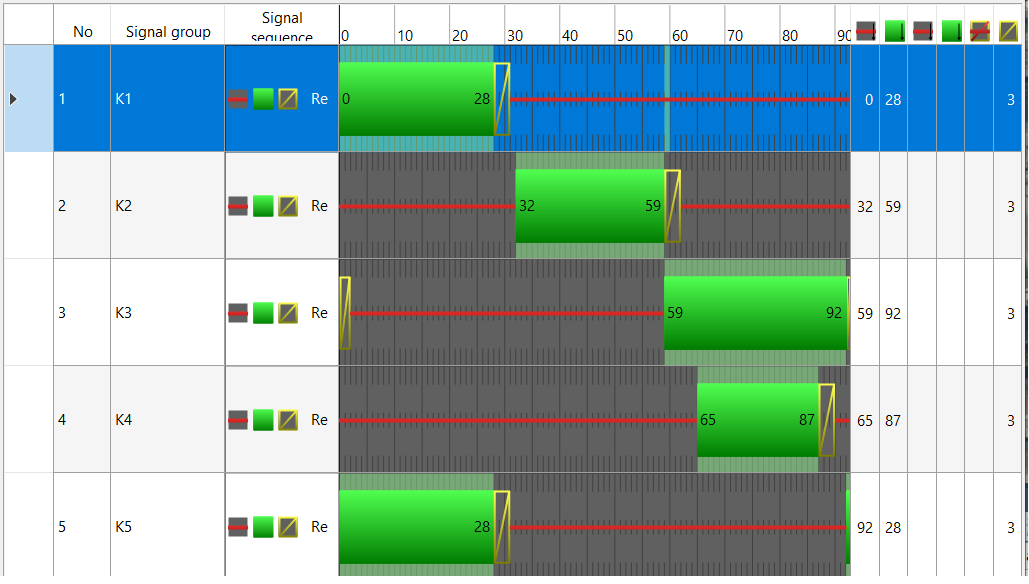 No Signal group Signal sequence 0 10 20 30 40 50 60 70 80 90
1 K1 Re 0 28 0 28 3
2 K2 Re 32 59 32 59 3
3 K3 Re 59 92 59 92 3
4 K4 Re 65 87 65 87 3
5 K5 Re 28 92 28 3